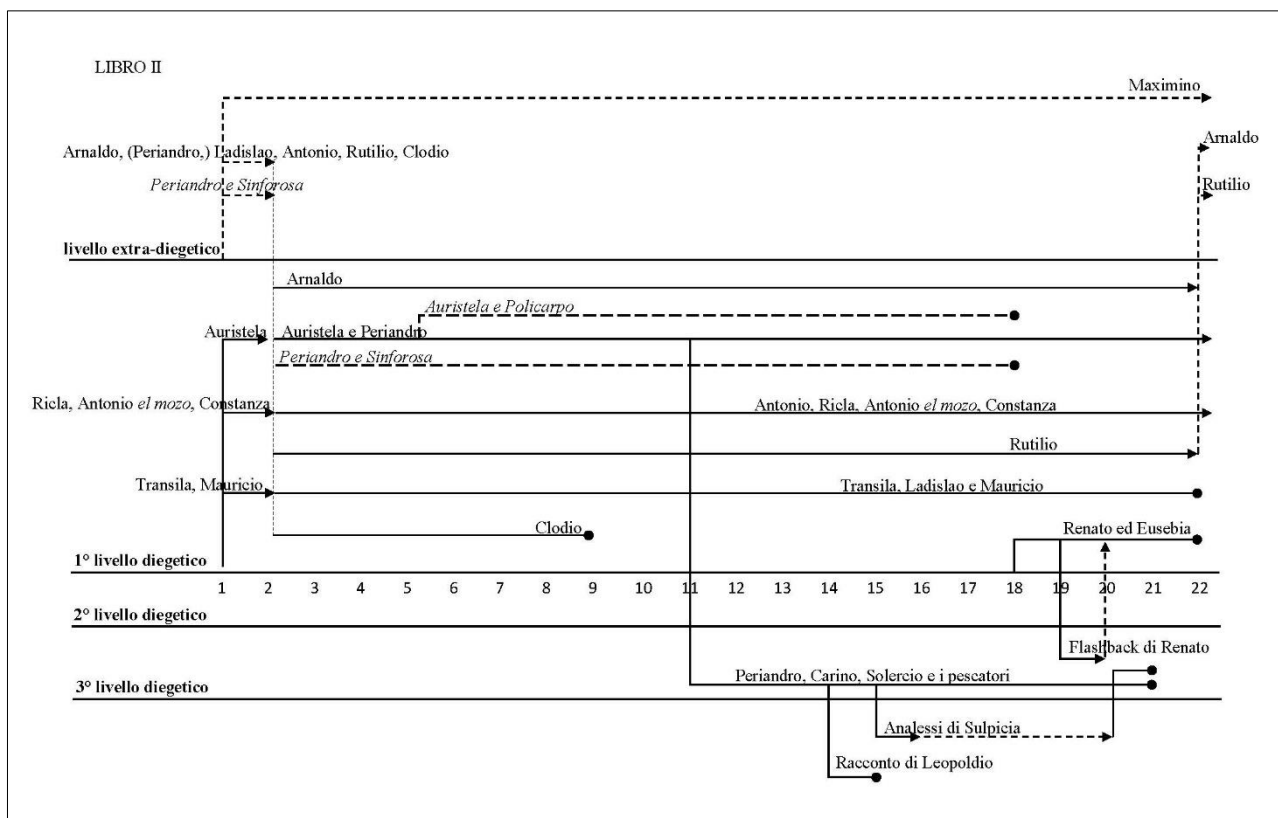 LIBRO II
Maximino
Arnaldo
Arnaldo, (Periandro,) Ladislao, Antonio, Rutilio, Clodio
Periandro e Sinforosa
Rutilio
livello extra-diegetico
Arnaldo
Auristela e Policarpo
Auristela
Auristela e Periandro
Periandro e Sinforosa
Ricla, Antonio el mozo, Constanza
Antonio, Ricla, Antonio el mozo, Constanza
Rutilio
Transila, Mauricio
Transila, Ladislao e Mauricio
Clodio
Renato ed Eusebia
1° livello diegetico
1 2 3 4 5 6 7 8 9 10 11 12 13 14 15 16 17 18 19 20 21 22
2° livello diegetico
Flashback di Renato
Periandro, Carino, Solercio e i pescatori
3° livello diegetico
Analessi di Sulpicia
Racconto di Leopoldio